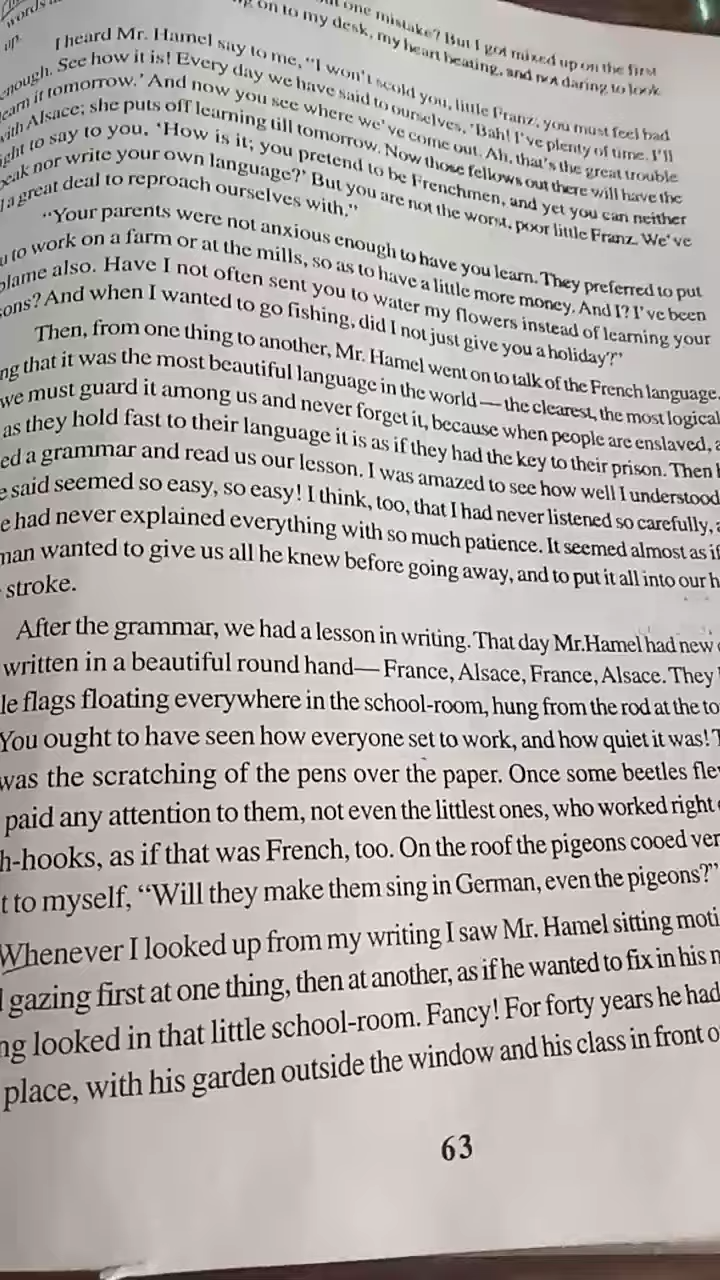 words
out one mistake? But I got mixed up on the first
on to my desk, my heart beating, and not daring to look
up.
I heard Mr. Hamel say to me, "I won't scold you, little Franz, you must feel bad
enough. See how it is! Every day we have said to ourselves, 'Bah! I've plenty of time. I'll
earn it tomorrow.' And now you see where we've come out. Ah, that's the great trouble
with Alsace; she puts off learning till tomorrow. Now those fellows out there will have the
ght to say to you, 'How is it; you pretend to be Frenchmen, and yet you can neither
eak nor write your own language?' But you are not the worst, poor little Franz. We've
a great deal to reproach ourselves with."
"Your parents were not anxious enough to have you learn. They preferred to put
u to work on a farm or at the mills, so as to have a little more money. And I? I've been
blame also. Have I not often sent you to water my flowers instead of learning your
ons? And when I wanted to go fishing, did I not just give you a holiday?"
Then, from one thing to another, Mr. Hamel went on to talk of the French language,
ng that it was the most beautiful language in the world — the clearest, the most logical
we must guard it among us and never forget it, because when people are enslaved, a
as they hold fast to their language it is as if they had the key to their prison. Then h
ed a grammar and read us our lesson. I was amazed to see how well I understood
e said seemed so easy, so easy! I think, too, that I had never listened so carefully, a
e had never explained everything with so much patience. It seemed almost as if
man wanted to give us all he knew before going away, and to put it all into our h
stroke.
After the grammar, we had a lesson in writing. That day Mr.Hamel had new
written in a beautiful round hand— France, Alsace, France, Alsace. They
le flags floating everywhere in the school-room, hung from the rod at the to
You ought to have seen how everyone set to work, and how quiet it was! T
was the scratching of the pens over the paper. Once some beetles fle
paid any attention to them, not even the littlest ones, who worked right
h-hooks, as if that was French, too. On the roof the pigeons cooed ver
t to myself, "Will they make them sing in German, even the pigeons?"
Whenever I looked up from my writing I saw Mr. Hamel sitting moti
gazing first at one thing, then at another, as if he wanted to fix in his m
ng looked in that little school-room. Fancy! For forty years he had
place, with his garden outside the window and his class in front o
63